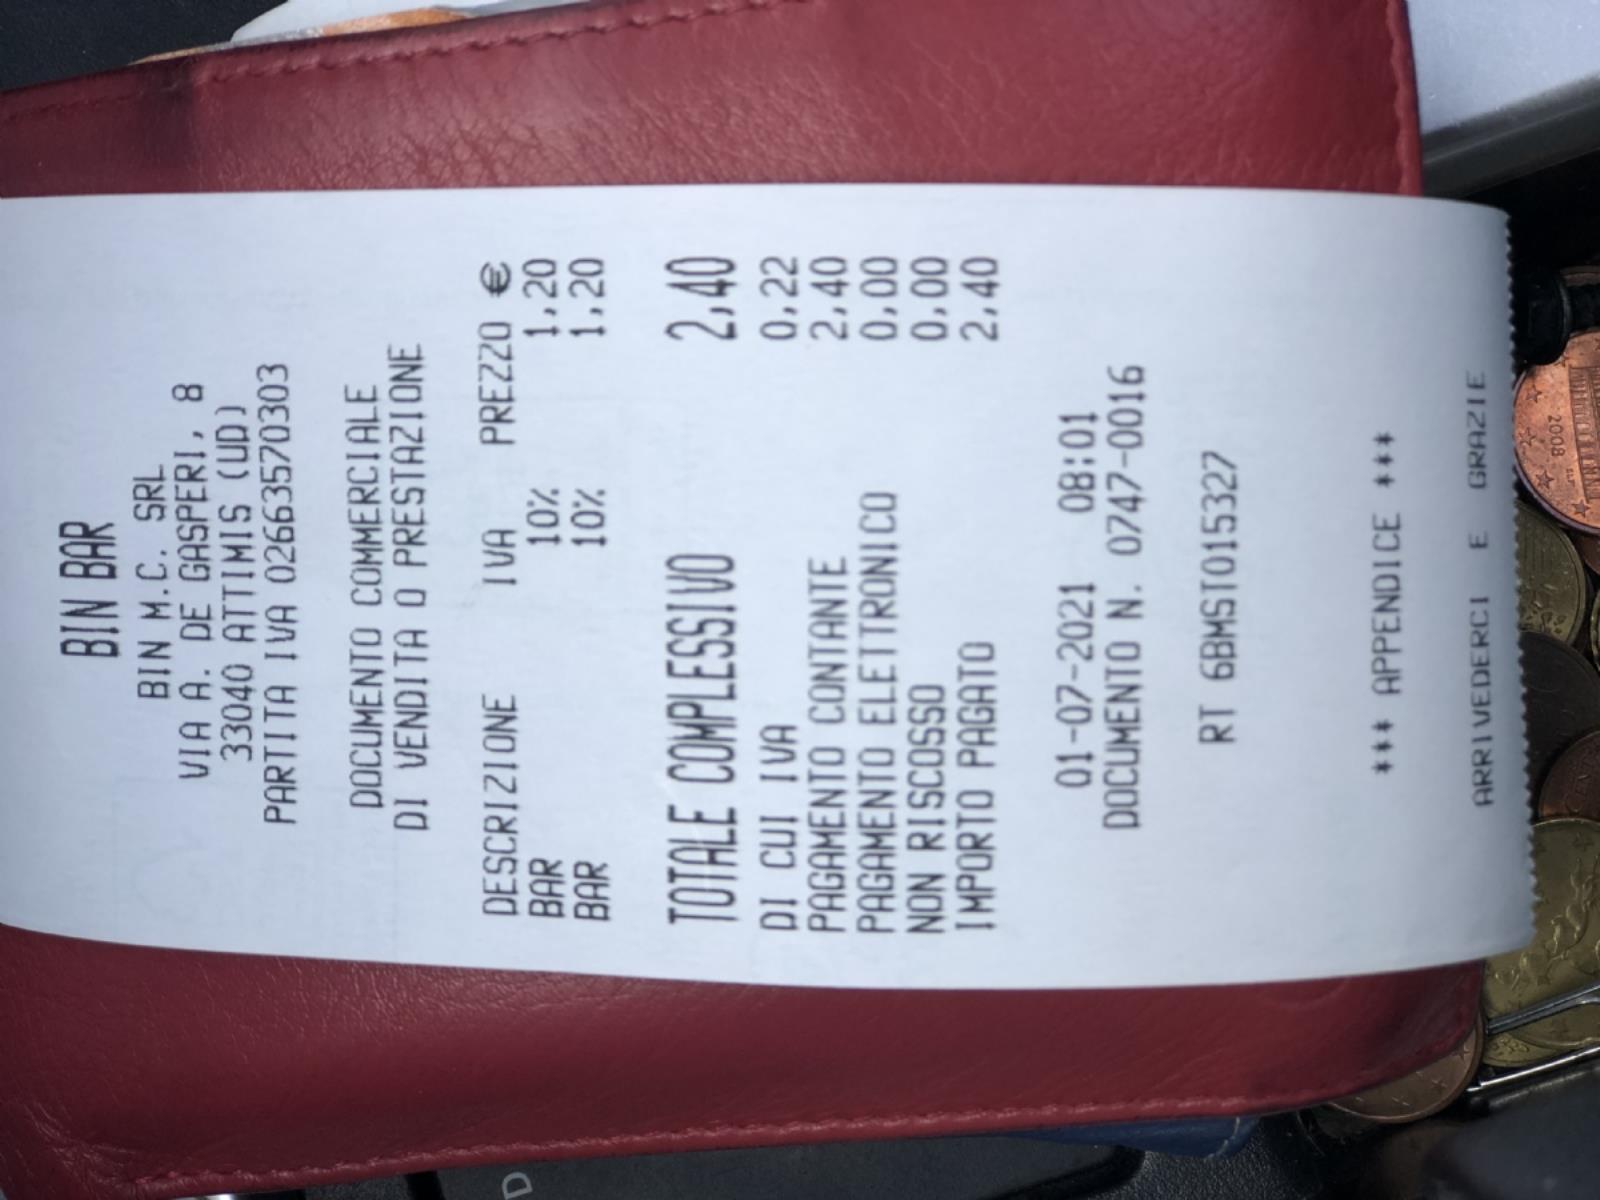 BIN BAR
BIN M.C. SRL
VIA A. DE GASPERI, 8
33040 ATTIMIS (UD)
PARTITA IVA 02663570303
DOCUMENTO COMMERCIALE
DI VENDITA O PRESTAZIONE
DESCRIZIONE IVA PREZZO €
BAR 10% 1,20
BAR 10% 1,20
TOTALE COMPLESSIVO 2,40
DI CUI IVA 0,22
PAGAMENTO CONTANTE 2,40
PAGAMENTO ELETTRONICO 0,00
NON RISCOSSO 0,00
IMPORTO PAGATO 2,40
01-07-2021 08:01
DOCUMENTO N. 0747-0016
RT 6BMST015327
*** APPENDICE ***
ARRIVEDERCI E GRAZIE
2008
D